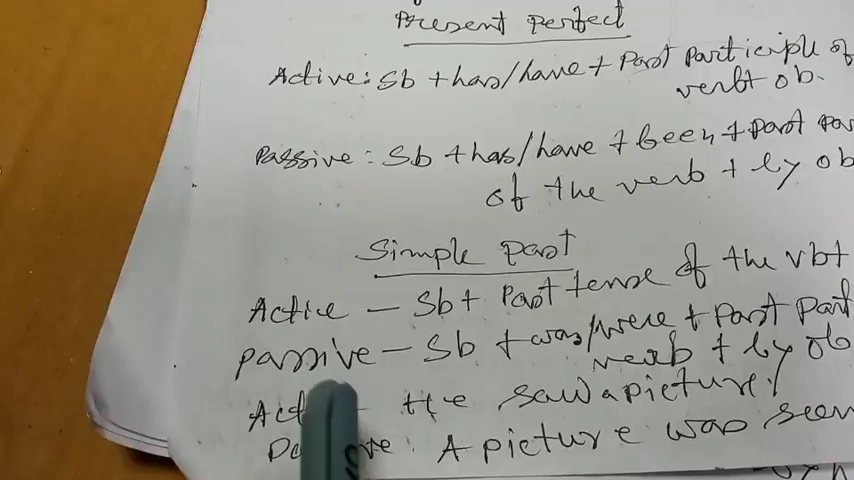 Present perfect
Active: Sb + has/have + Past Participle of
verb + ob.
Passive: Sb + has/have + been + past
of the verb + by ob
Simple past
Active – Sb + Past tense of the vb +
passive – Sb + was/were + past part
verb + by ob
saw a picture.
A picture was seen